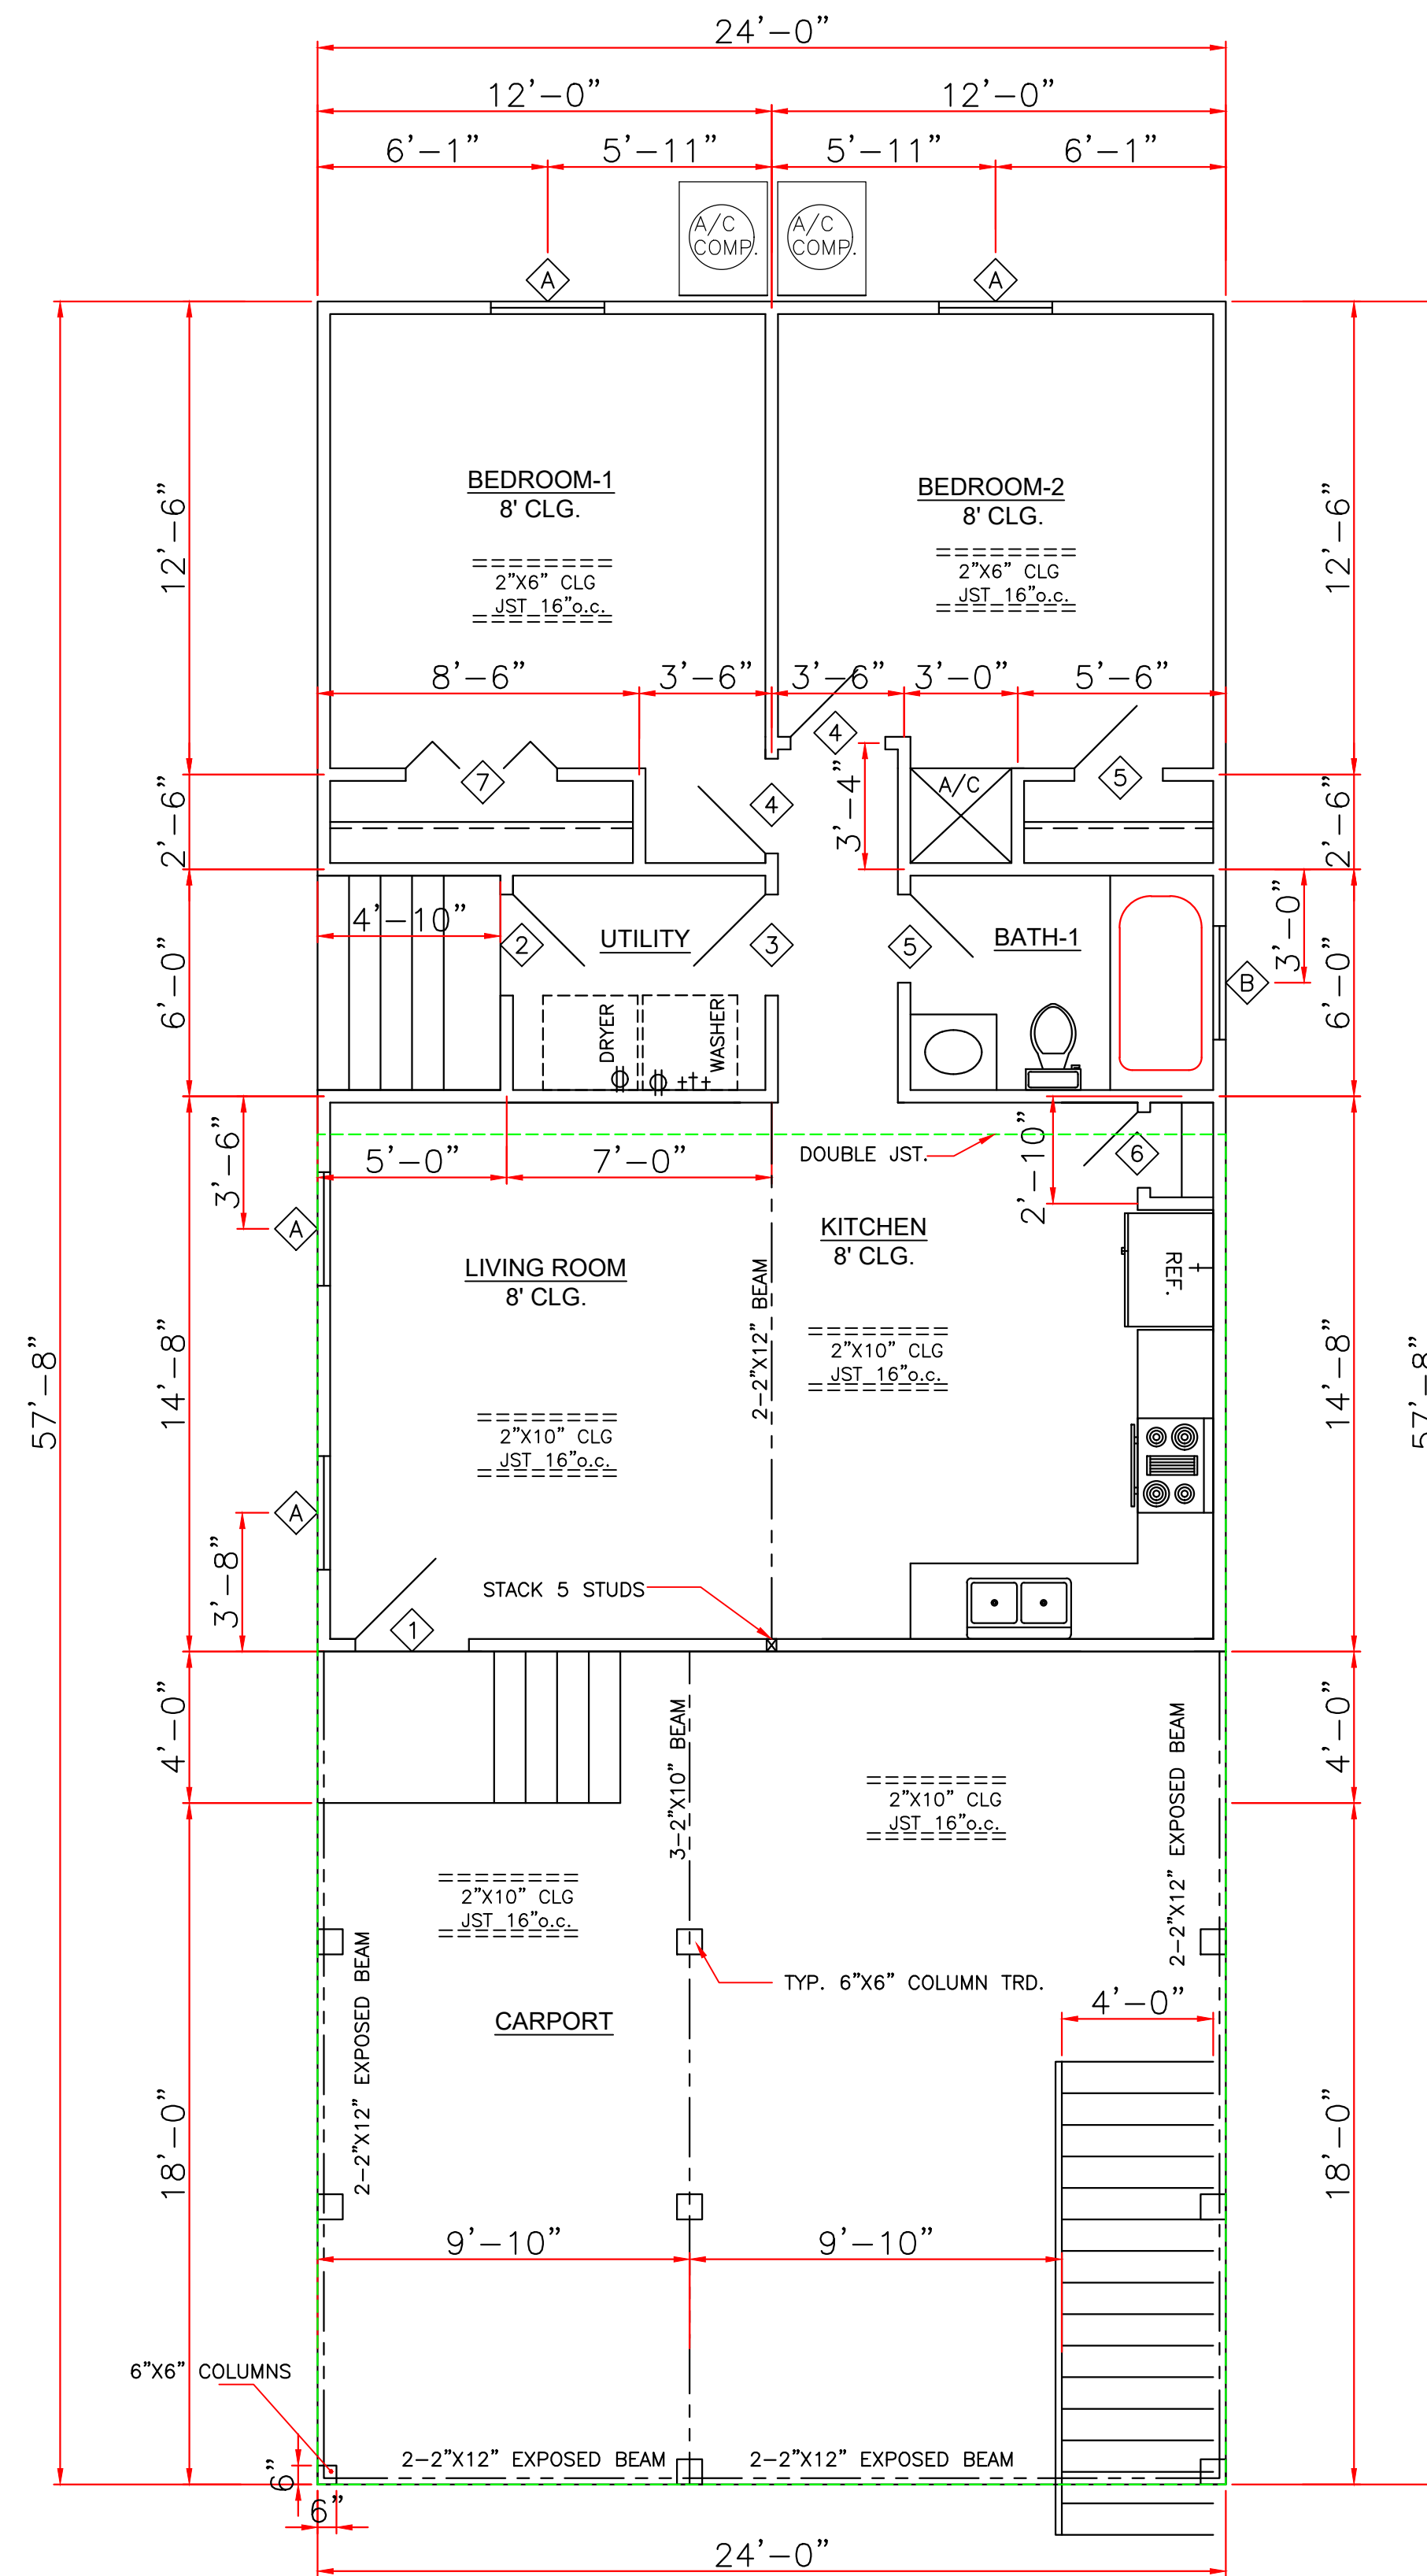 24'-0"
12'-0" 12'-0"
6'-1" 5'-11" 5'-11" 6'-1"
A/C A/C
COMP. COMP.
A A
BEDROOM-1 BEDROOM-2
8' CLG. 8' CLG.
12'-6" 12'-6"
2"X6" CLG 2"X6" CLG
JST 16"o.c. JST 16"o.c.
8'-6" 3'-6" 3'-6" 3'-0" 5'-6"
4
7 A/C 5
4
2'-6" 3'-4" 2'-6"
4'-10"
2 UTILITY 3 5 BATH-1
6'-0" B 3'-0" 6'-0"
DRYER WASHER
3'-6" 2'-10" 6
DOUBLE JST.
5'-0" 7'-0"
A
KITCHEN
8' CLG.
REF.
LIVING ROOM
8' CLG.
2-2"X12" BEAM
2"X10" CLG
JST 16"o.c.
57'-8" 14'-8" 14'-8" 57'-8"
2"X10" CLG
JST 16"o.c.
A
3'-8"
STACK 5 STUDS
1
4'-0" 4'-0"
3-2"X10" BEAM
2-2"X12" EXPOSED BEAM
2"X10" CLG
JST 16"o.c.
2"X10" CLG
JST 16"o.c.
TYP. 6"X6" COLUMN TRD.
4'-0"
CARPORT
2-2"X12" EXPOSED BEAM
18'-0" 18'-0"
9'-10" 9'-10"
6"X6" COLUMNS
2-2"X12" EXPOSED BEAM 2-2"X12" EXPOSED BEAM
6"
6"
24'-0"